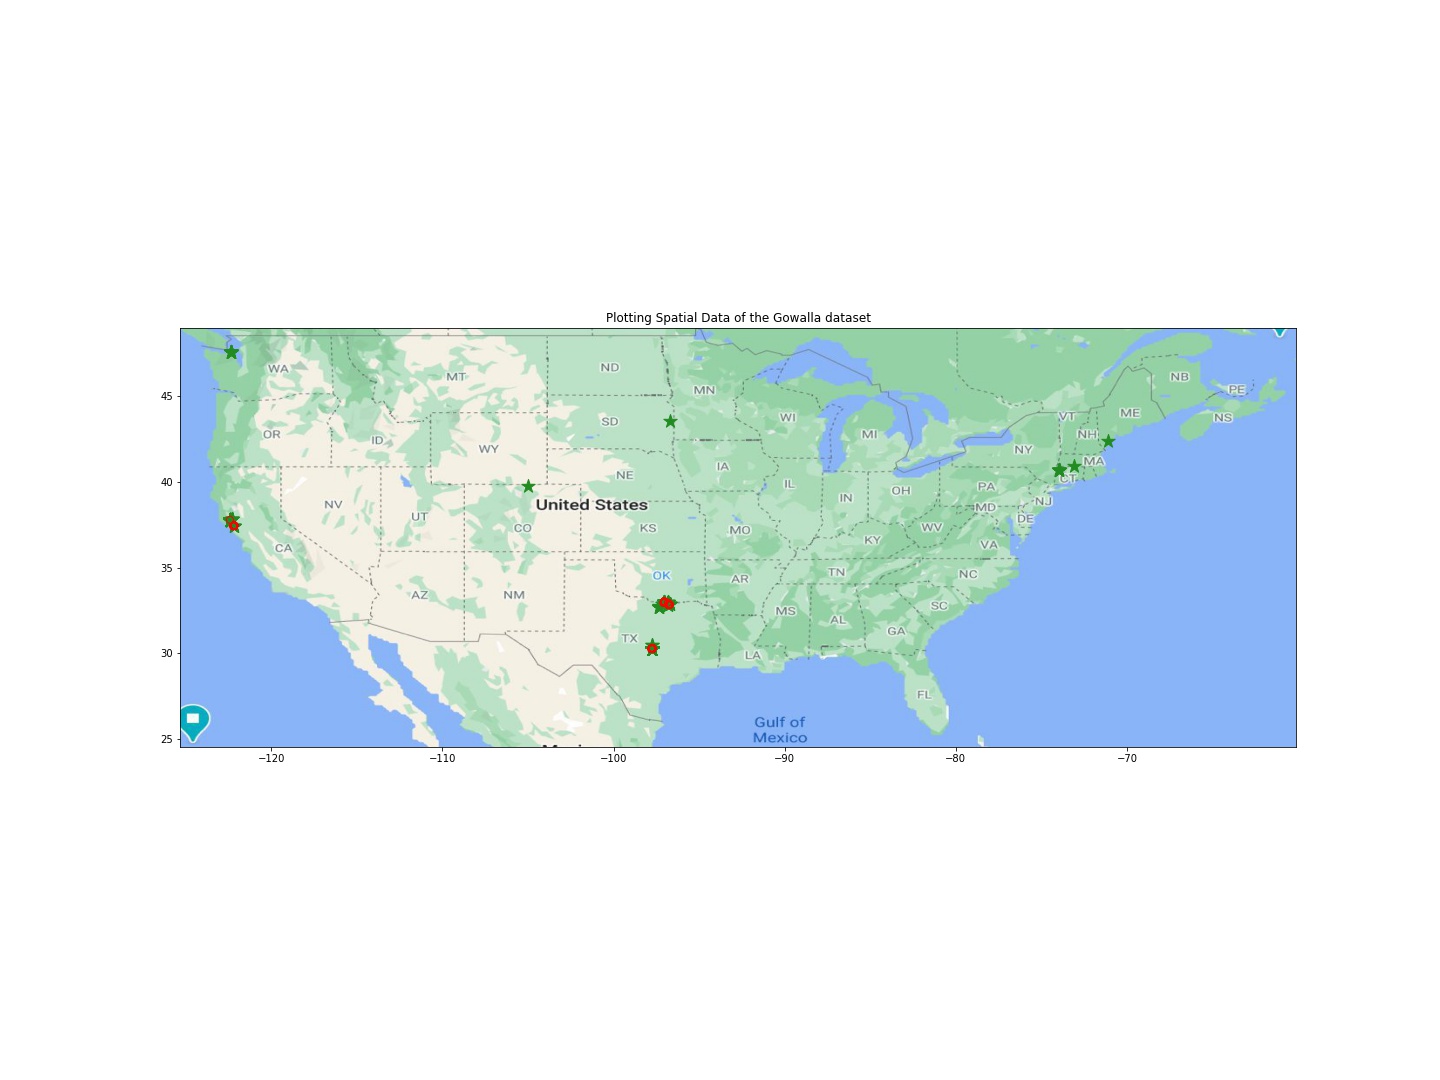 Plotting Spatial Data of the Gowalla dataset
45
40
35
30
25
WA
MT
ND
MN
OR
ID
SD
WI
MI
VT
ME
NB
PE
NS
NH
NY
MA
CT
WY
NE
IA
IL
IN
OH
PA
NJ
MD
DE
United States
NV
UT
CO
KS
MO
KY
WV
VA
CA
OK
AR
TN
NC
AZ
NM
MS
AL
SC
GA
TX
LA
FL
Gulf of
Mexico
−120
−110
−100
−90
−80
−70